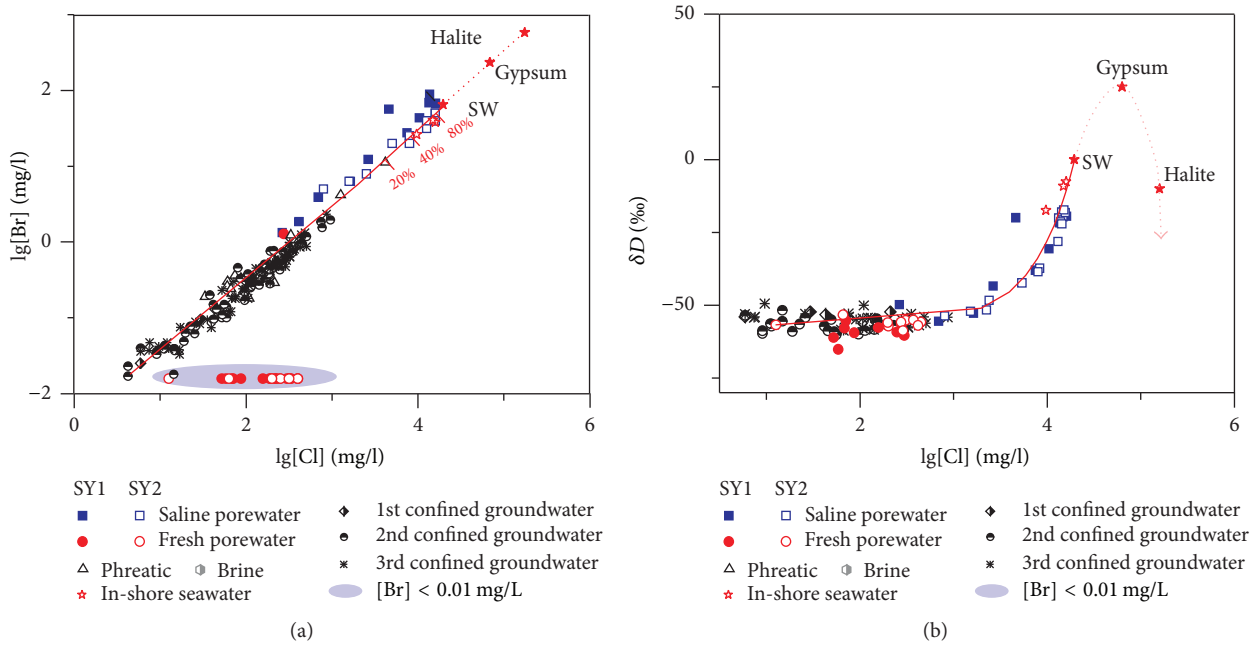 Halite
Gypsum
SW
80%
40%
20%
2
0
−2
lg[Br] (mg/l)
0 2 4 6
lg[Cl] (mg/l)
SY1 SY2
Saline porewater
Fresh porewater
Phreatic Brine
In-shore seawater
1st confined groundwater
2nd confined groundwater
3rd confined groundwater
[Br] < 0.01 mg/L
(a)
50
0
−50
δD (‰)
Gypsum
SW
Halite
2 4 6
lg[Cl] (mg/l)
SY1 SY2
Saline porewater
Fresh porewater
Phreatic Brine
In-shore seawater
1st confined groundwater
2nd confined groundwater
3rd confined groundwater
[Br] < 0.01 mg/L
(b)